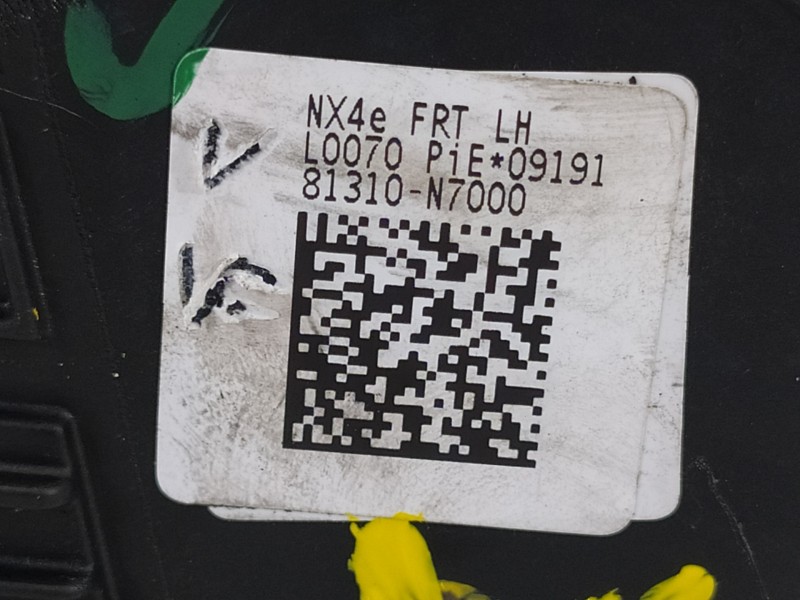 NX4e FRT LH
L0070 PiE*09191
81310-N7000
V